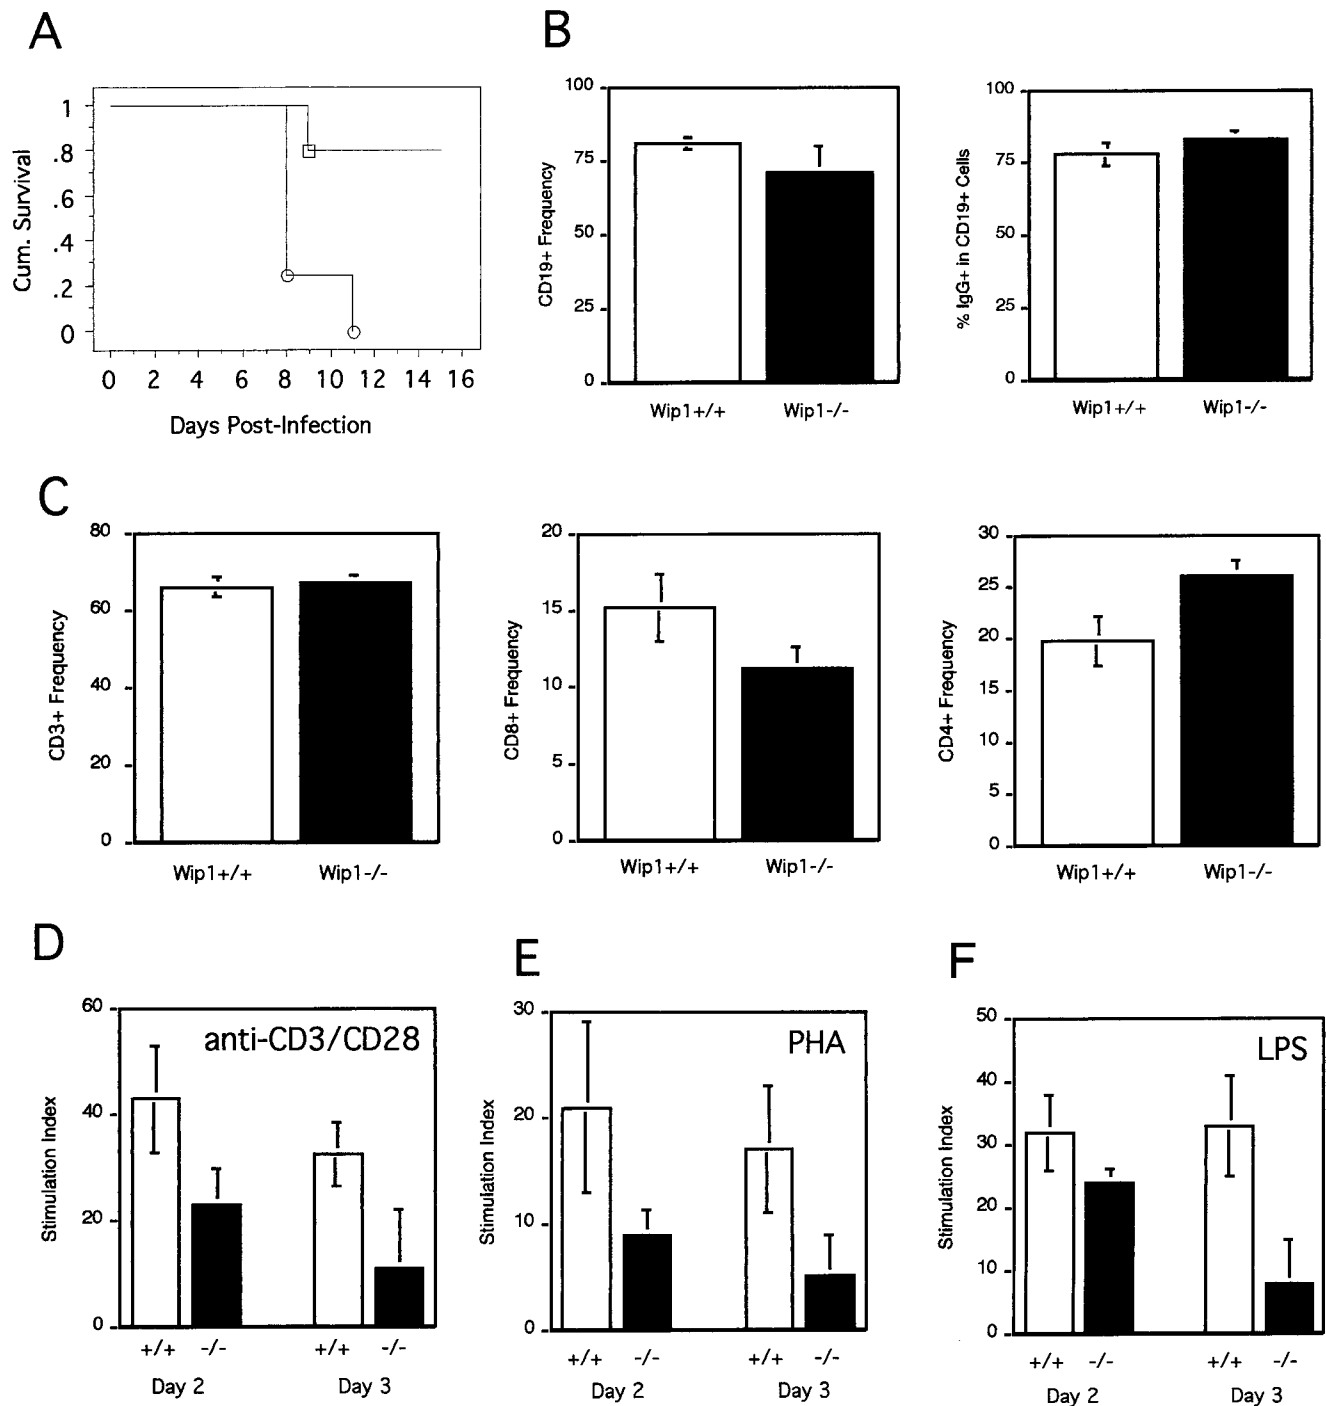 A
1
.8
.6
.4
.2
0
Cum. Survival
0 2 4 6 8 10 12 14 16
Days Post-Infection
B
100
75
50
25
0
CD19+ Frequency
Wip1+/+ Wip1-/-
100
75
50
25
0
% IgG+ in CD19+ Cells
Wip1+/+ Wip1-/-
C
80
60
40
20
0
CD3+ Frequency
Wip1+/+ Wip1-/-
20
15
10
5
0
CD8+ Frequency
Wip1+/+ Wip1-/-
30
25
20
15
10
5
0
CD4+ Frequency
Wip1+/+ Wip1-/-
D
60
40
20
0
Stimulation Index
anti-CD3/CD28
+/+ -/- +/+ -/-
Day 2 Day 3
E
30
20
10
0
Stimulation Index
PHA
+/+ -/- +/+ -/-
Day 2 Day 3
F
50
40
30
20
10
0
Stimulation Index
LPS
+/+ -/- +/+ -/-
Day 2 Day 3